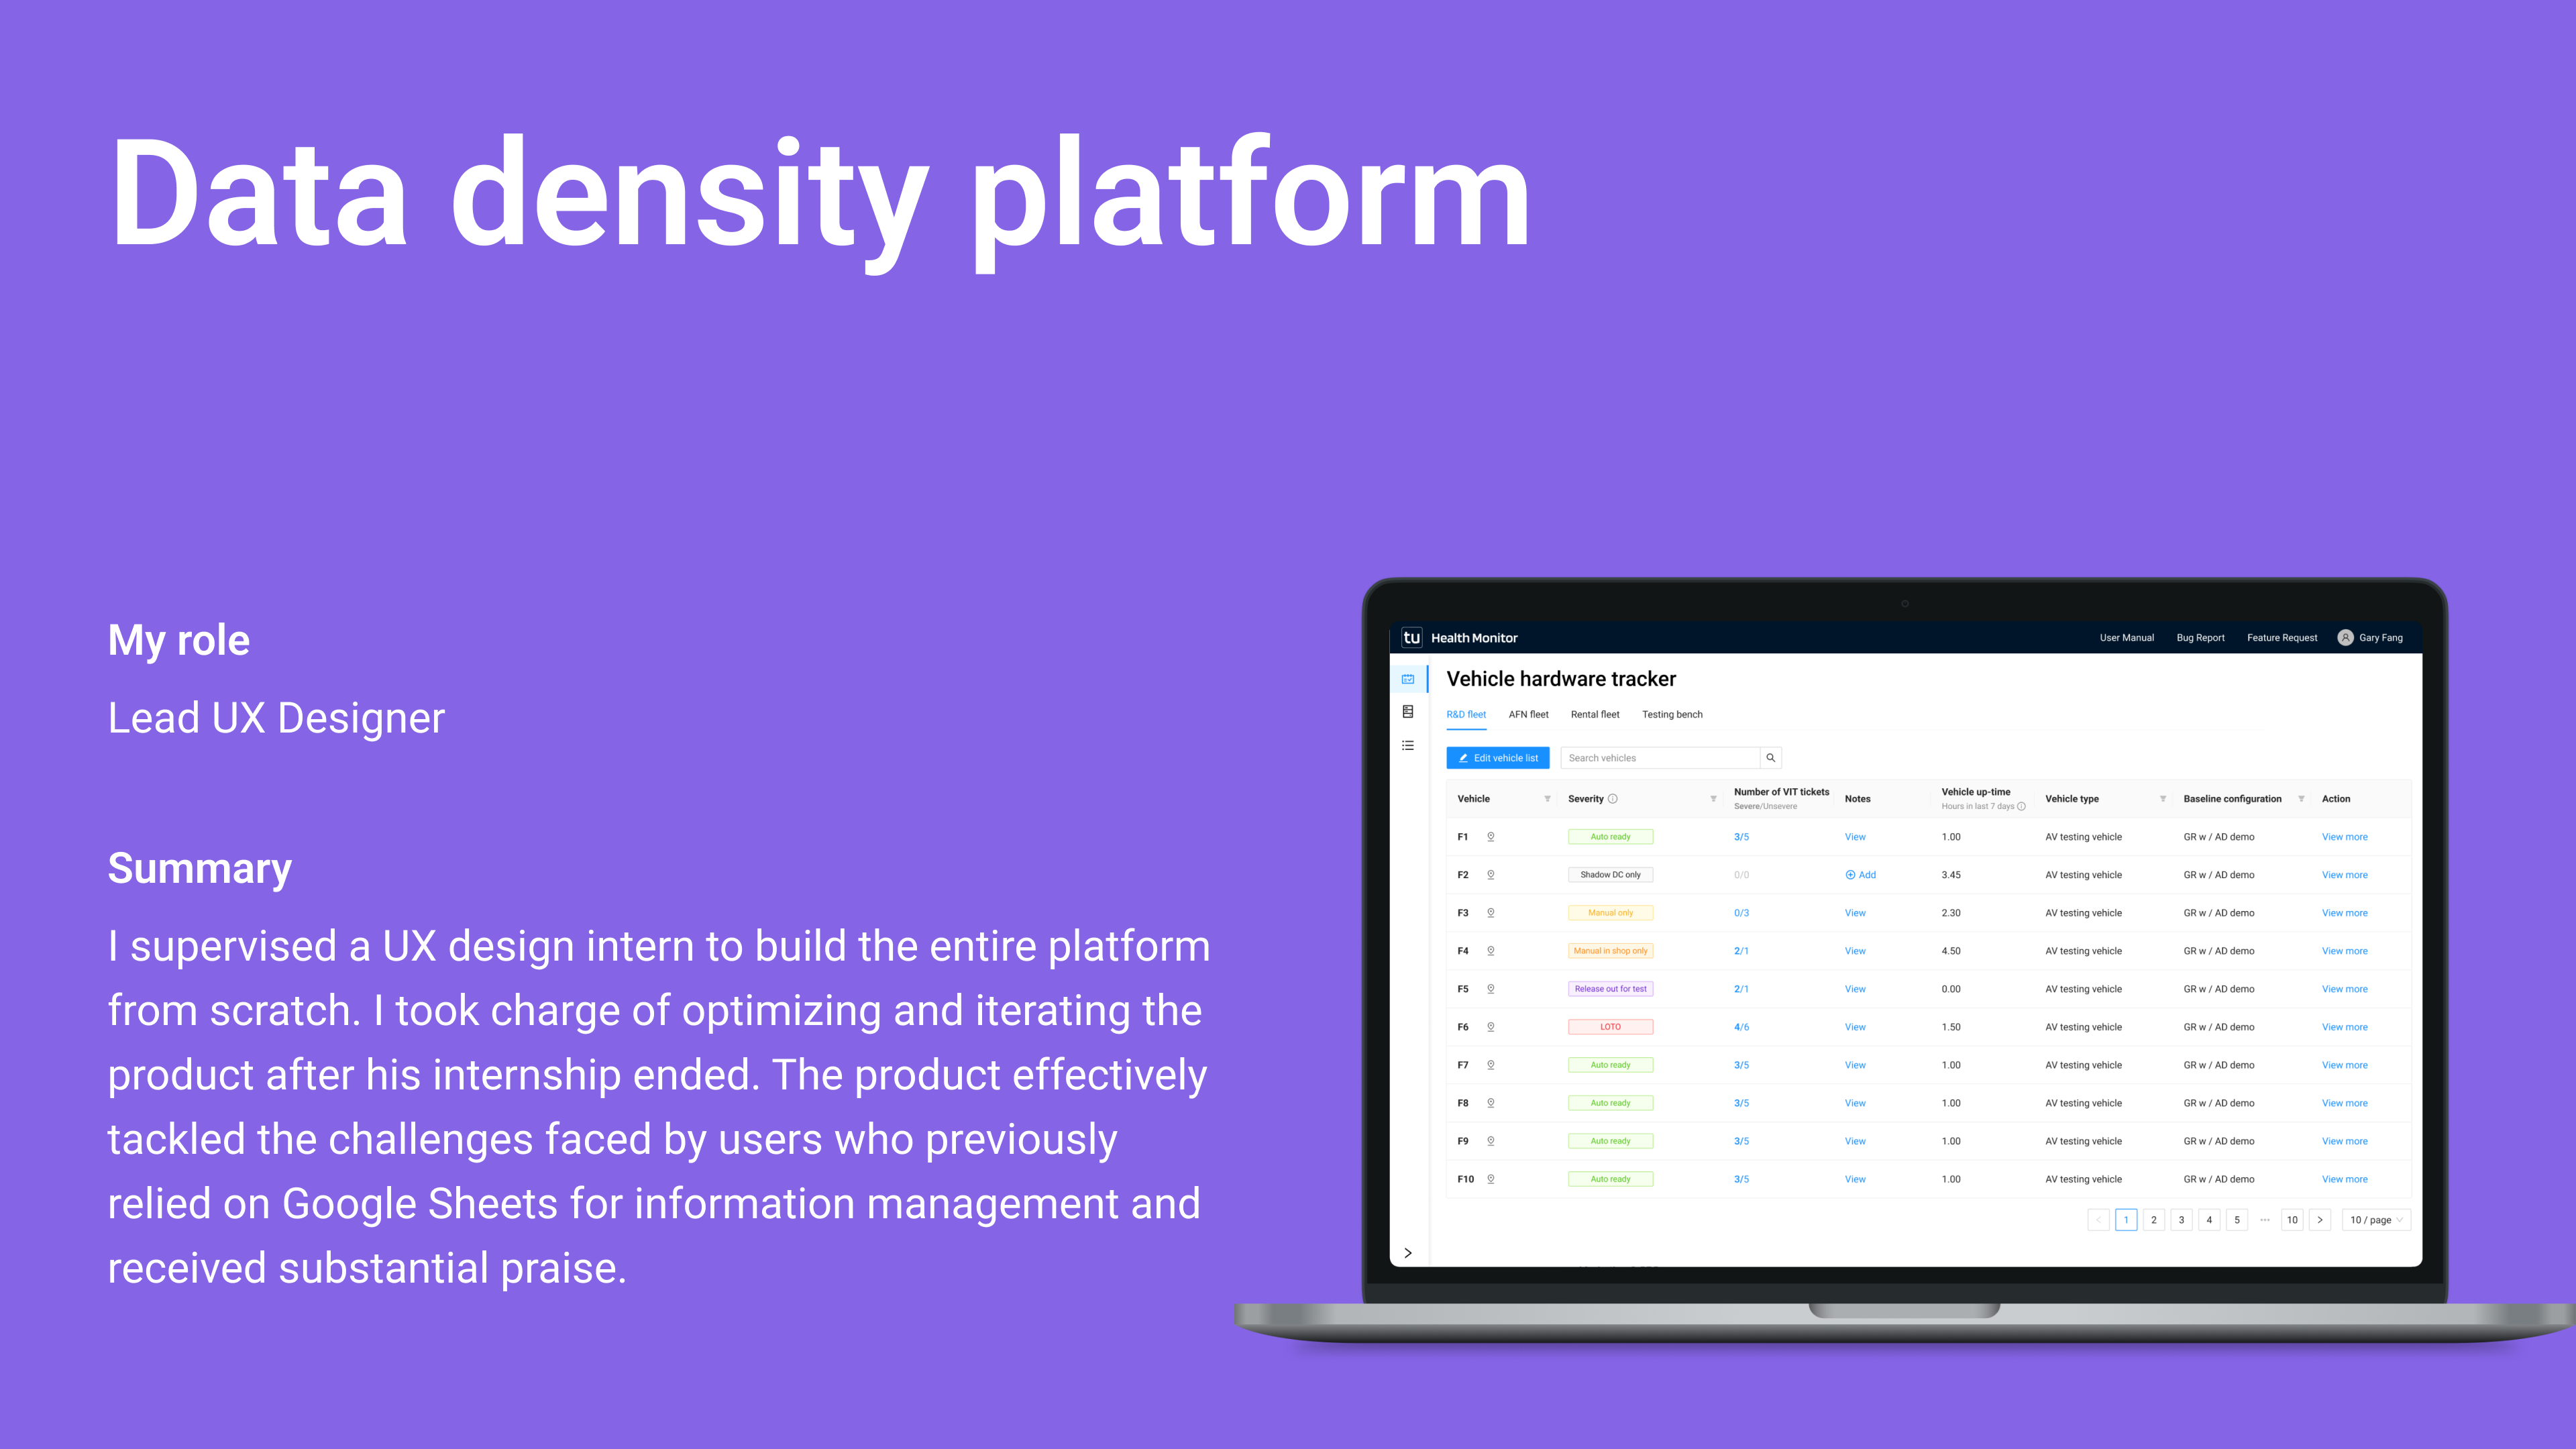 Data density platform
My role
Lead UX Designer
Summary
I supervised a UX design intern to build the entire platform
from scratch. I took charge of optimizing and iterating the
product after his internship ended. The product effectively
tackled the challenges faced by users who previously
relied on Google Sheets for information management and
received substantial praise.
tu Health Monitor User Manual Bug Report Feature Request Gary Fang
Vehicle hardware tracker
R&D fleet AFN fleet Rental fleet Testing bench
Edit vehicle list Search vehicles
Vehicle Severity Number of VIT tickets Severe/Unsevere Notes Vehicle up-time Hours in last 7 days Vehicle type Baseline configuration Action
F1 Auto ready 3/5 View 1.00 AV testing vehicle GR w / AD demo View more
F2 Shadow DC only 0/0 Add 3.45 AV testing vehicle GR w / AD demo View more
F3 Manual only 0/3 View 2.30 AV testing vehicle GR w / AD demo View more
F4 Manual in shop only 2/1 View 4.50 AV testing vehicle GR w / AD demo View more
F5 Release out for test 2/1 View 0.00 AV testing vehicle GR w / AD demo View more
F6 LOTO 4/6 View 1.50 AV testing vehicle GR w / AD demo View more
F7 Auto ready 3/5 View 1.00 AV testing vehicle GR w / AD demo View more
F8 Auto ready 3/5 View 1.00 AV testing vehicle GR w / AD demo View more
F9 Auto ready 3/5 View 1.00 AV testing vehicle GR w / AD demo View more
F10 Auto ready 3/5 View 1.00 AV testing vehicle GR w / AD demo View more
< 1 2 3 4 5 ••• 10 > 10 / page